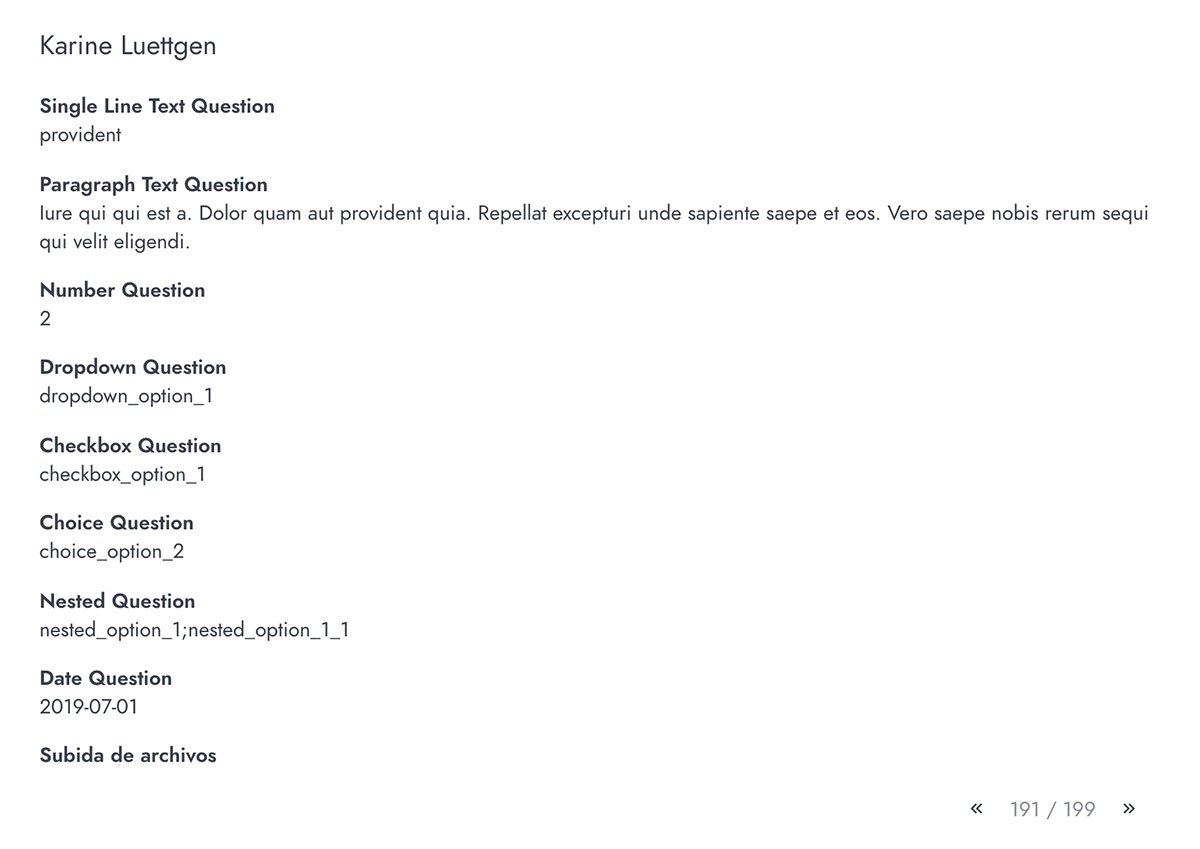 Karine Luettgen
Single Line Text Question
provident
Paragraph Text Question
Iure qui qui est a. Dolor quam aut provident quia. Repellat excepturi unde sapiente saepe et eos. Vero saepe nobis rerum sequi
qui velit eligendi.
Number Question
2
Dropdown Question
dropdown_option_1
Checkbox Question
checkbox_option_1
Choice Question
choice_option_2
Nested Question
nested_option_1;nested_option_1_1
Date Question
2019-07-01
Subida de archivos
« 191 / 199 »